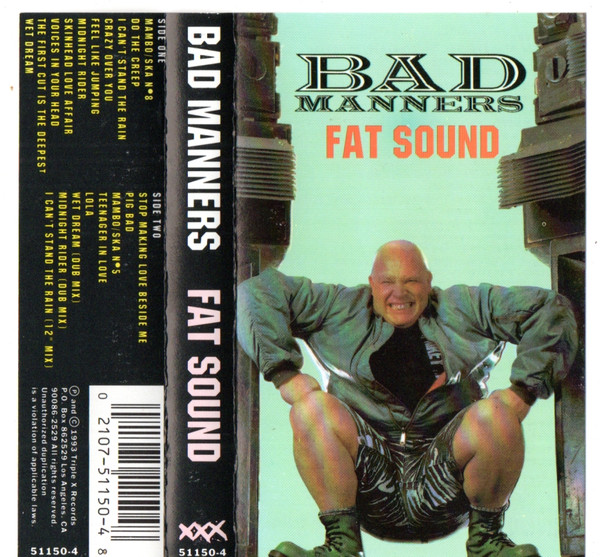 SIDE ONE
MAMBO/SKA Nº8
DO THE CREEP
I CAN'T STAND THE RAIN
CRAZY OVER YOU
FEEL LIKE JUMPING
MIDNIGHT RIDER
SKINHEAD LOVE AFFAIR
VOICES IN YOUR HEAD
THE FIRST CUT IS THE DEEPEST
WET DREAM
SIDE TWO
STOP MAKING LOVE BESIDE ME
PIG BAD
MAMBO/SKA Nº5
TEENAGER IN LOVE
LOLA
WET DREAM (DUB MIX)
MIDNIGHT RIDER (DUB MIX)
I CAN'T STAND THE RAIN (12" MIX)
℗ and © 1993 Triple X Records
P.O. Box 862529 Los Angeles, CA
90086-2529 All rights reserved.
Unauthorized duplication
is a violation of applicable laws.
0 2107-51150-4 8
51150-4
BAD MANNERS FAT SOUND
XXX
51150-4
BAD
MANNERS
FAT SOUND